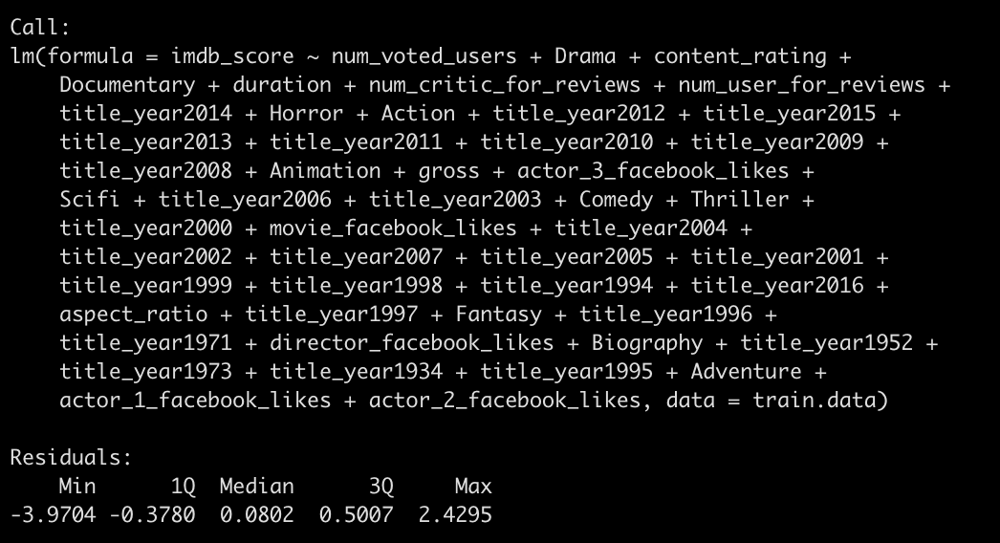 Call:
lm(formula = imdb_score ~ num_voted_users + Drama + content_rating +
    Documentary + duration + num_critic_for_reviews + num_user_for_reviews +
    title_year2014 + Horror + Action + title_year2012 + title_year2015 +
    title_year2013 + title_year2011 + title_year2010 + title_year2009 +
    title_year2008 + Animation + gross + actor_3_facebook_likes +
    Scifi + title_year2006 + title_year2003 + Comedy + Thriller +
    title_year2000 + movie_facebook_likes + title_year2004 +
    title_year2002 + title_year2007 + title_year2005 + title_year2001 +
    title_year1999 + title_year1998 + title_year1994 + title_year2016 +
    aspect_ratio + title_year1997 + Fantasy + title_year1996 +
    title_year1971 + director_facebook_likes + Biography + title_year1952 +
    title_year1973 + title_year1934 + title_year1995 + Adventure +
    actor_1_facebook_likes + actor_2_facebook_likes, data = train.data)

Residuals:
    Min      1Q  Median      3Q     Max
-3.9704 -0.3780  0.0802  0.5007  2.4295